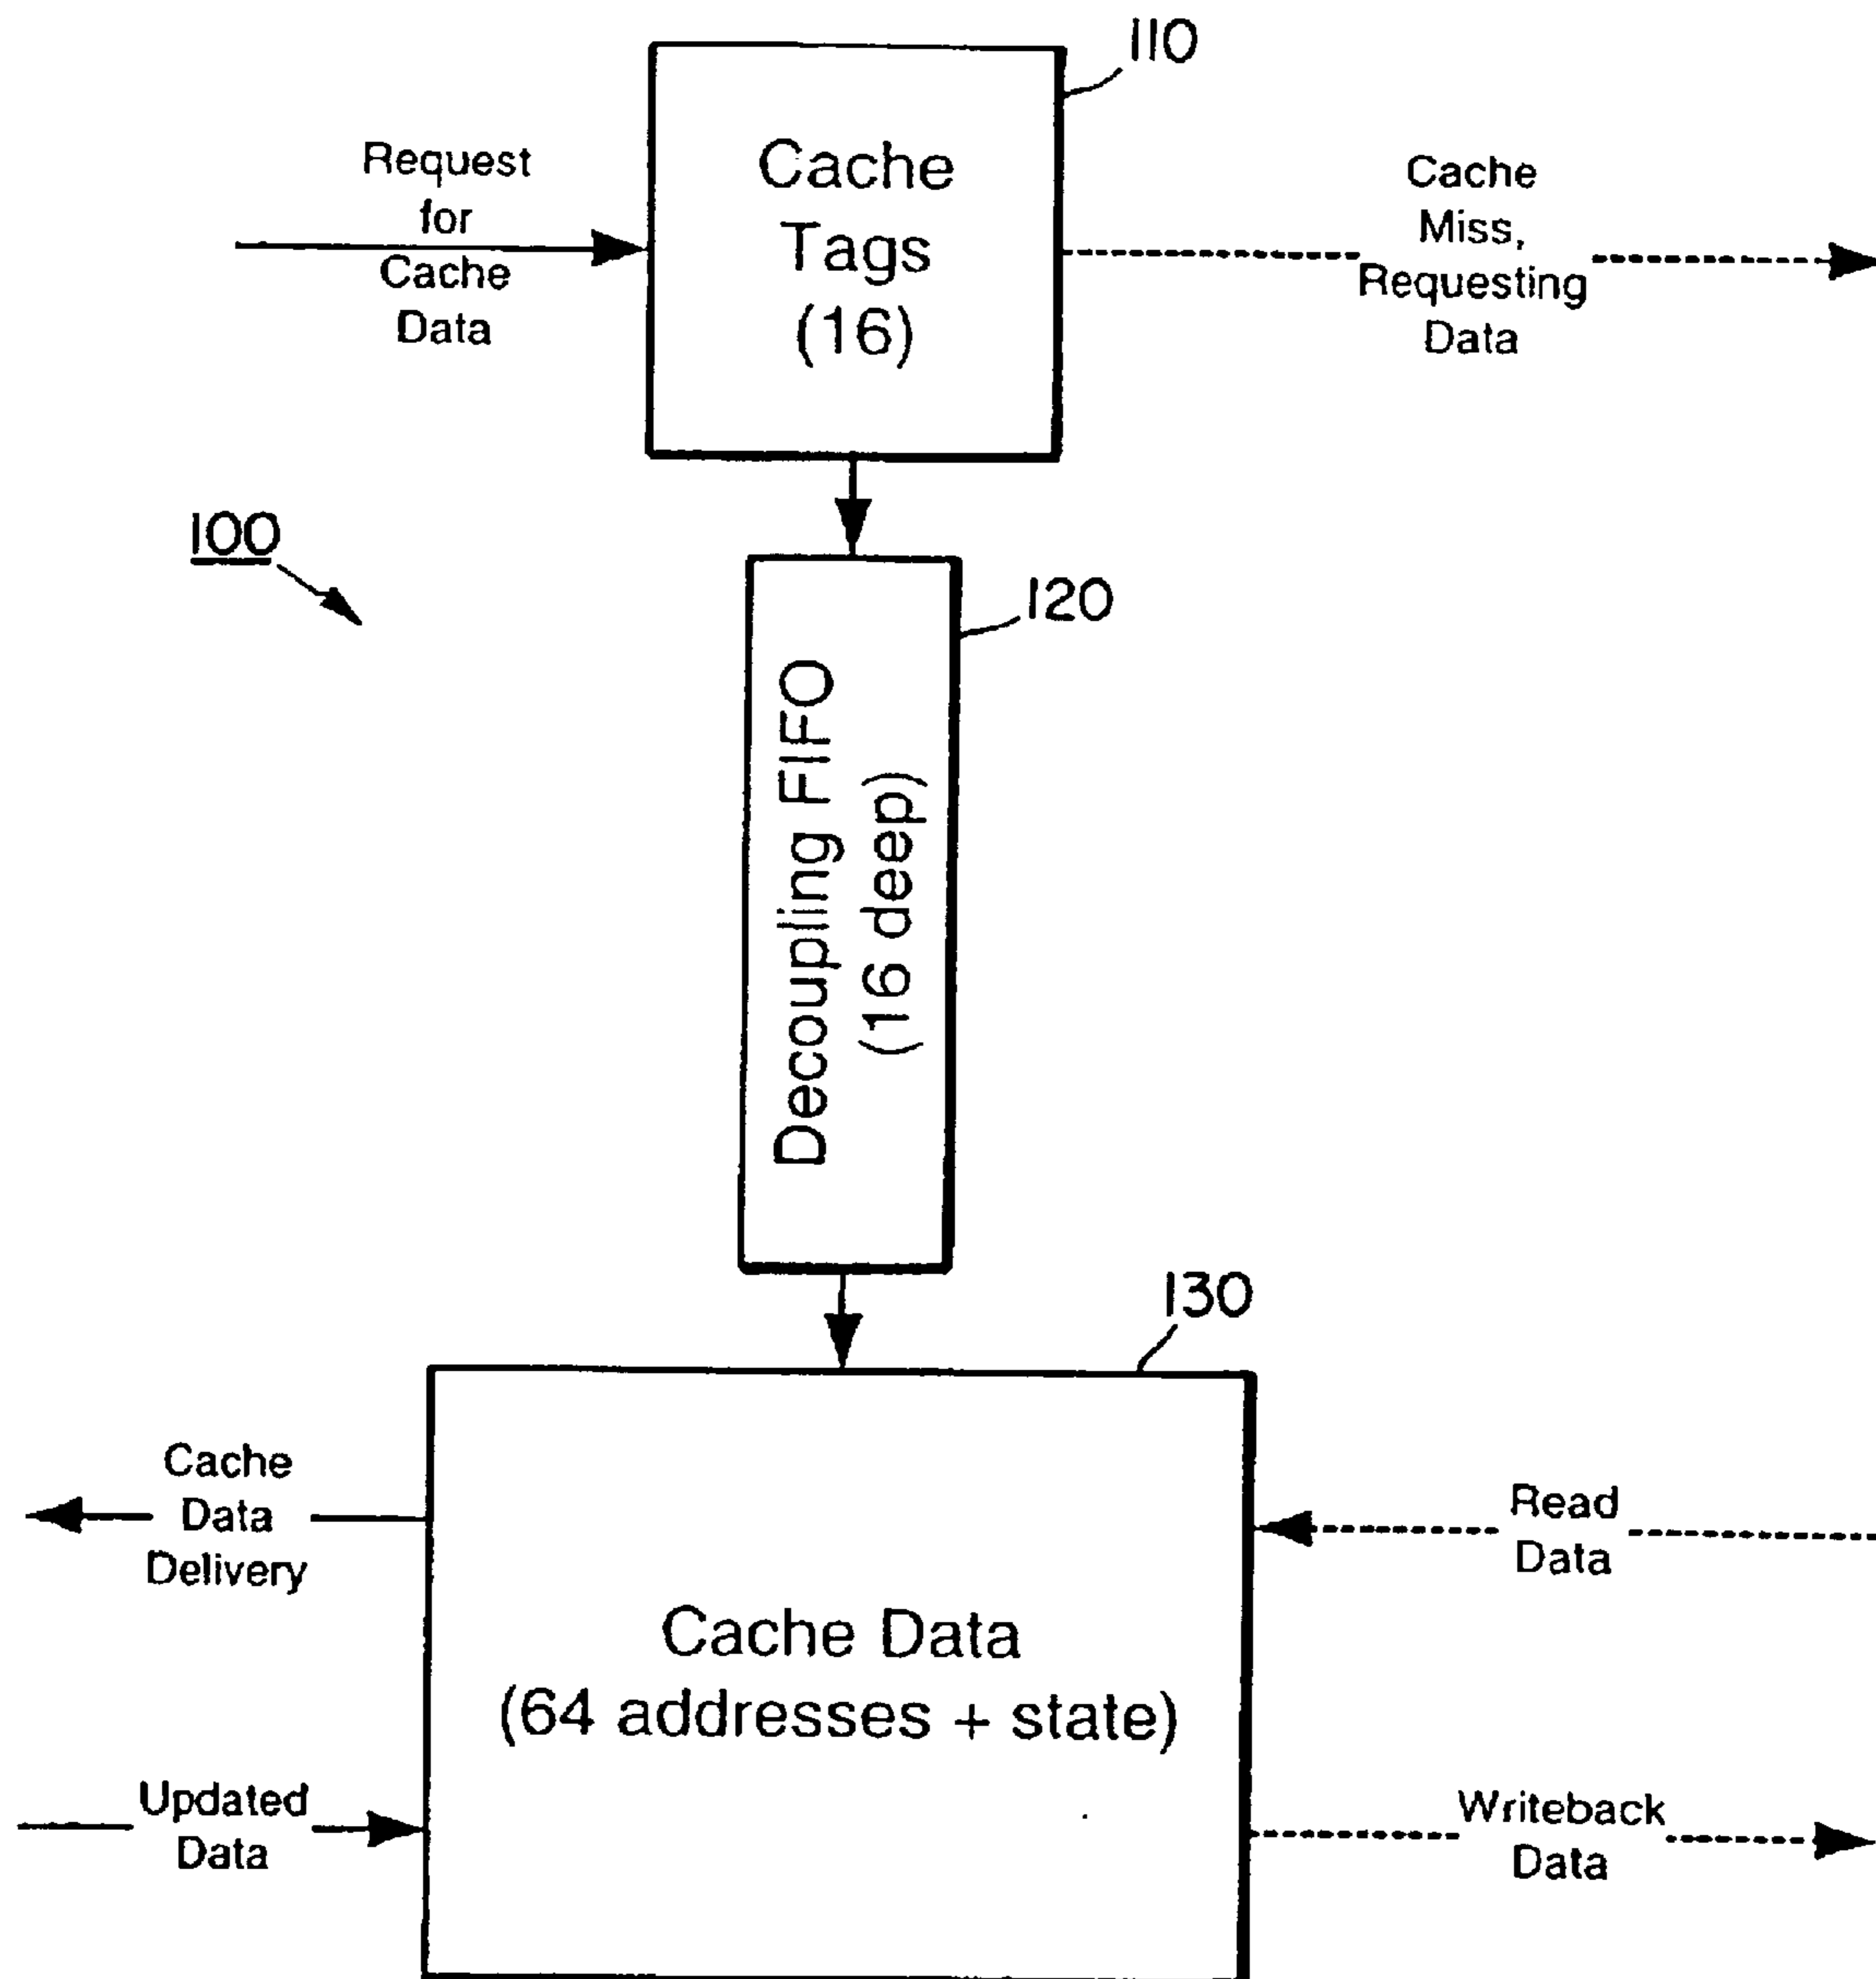 110
Request
for
Cache
Data
Cache
Tags
(16)
Cache
Miss,
Requesting
Data
100
120
Decoupling FIFO
(16 deep)
130
Cache
Data
Delivery
Read
Data
Cache Data
(64 addresses + state)
Updated
Data
Writeback
Data